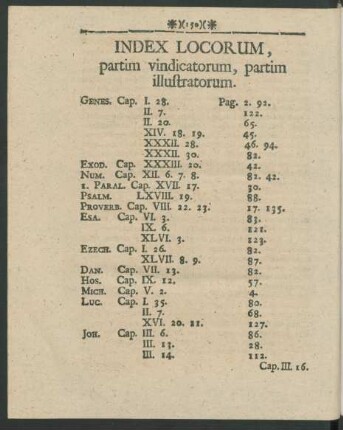 *)(150)(*
INDEX LOCORUM,
partim vindicatorum, partim
illustratorum.
GENES. Cap. I. 28. Pag. 2. 92.
II. 7. 122.
II. 20. 65.
XIV. 18. 19. 45.
XXXII. 28. 46. 94.
XXXII. 30. 82.
EXOD. Cap. XXXIII. 20. 42.
NUM. Cap. XII. 6. 7. 8. 82. 42.
1. PARAL. Cap. XVII. 17. 30.
PSALM. LXVIII. 19. 88.
PROVERB. Cap. VIII. 22. 23. 17. 135.
ESA. Cap. VI. 3. 83.
IX. 6. 121.
XLVI. 3. 123.
EZECH. Cap. I. 26. 82.
XLVII. 8. 9. 87.
DAN. Cap. VII. 13. 82.
HOS. Cap. IX. 12. 57.
MICH. Cap. V. 2. 4.
LUC. Cap. I. 35. 80.
II. 7. 68.
XVI. 20. 21. 127.
JOH. Cap. III. 6. 86.
III. 13. 28.
III. 14. 112.
Cap. III. 16.